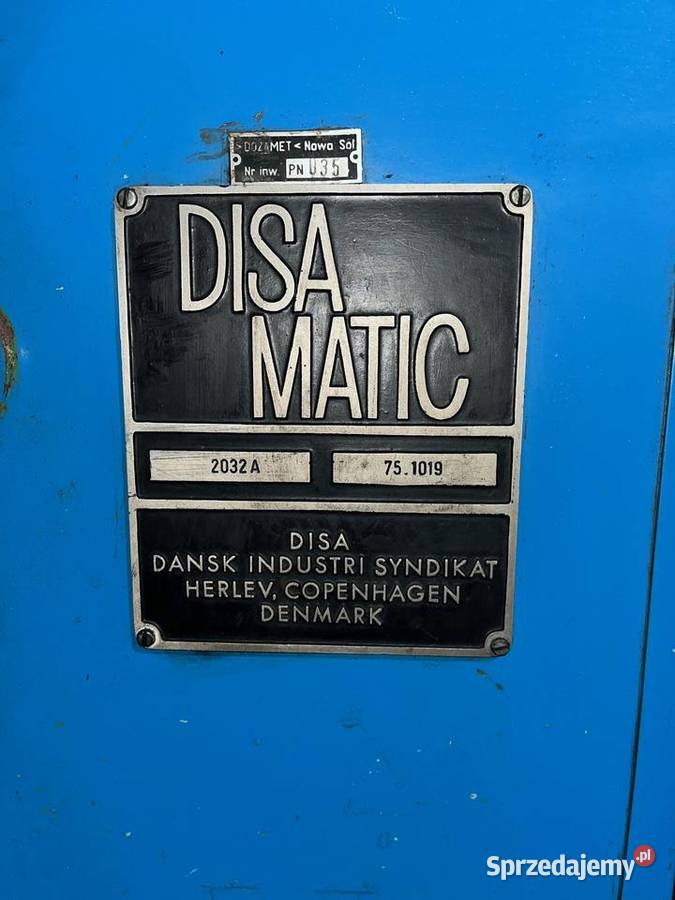 >DOZAMET< Nowa Sól
Nr inw. PN U35
DISA
MATIC
2032 A 75.1019
DISA
DANSK INDUSTRI SYNDIKAT
HERLEV, COPENHAGEN
DENMARK
Sprzedajemy.pl